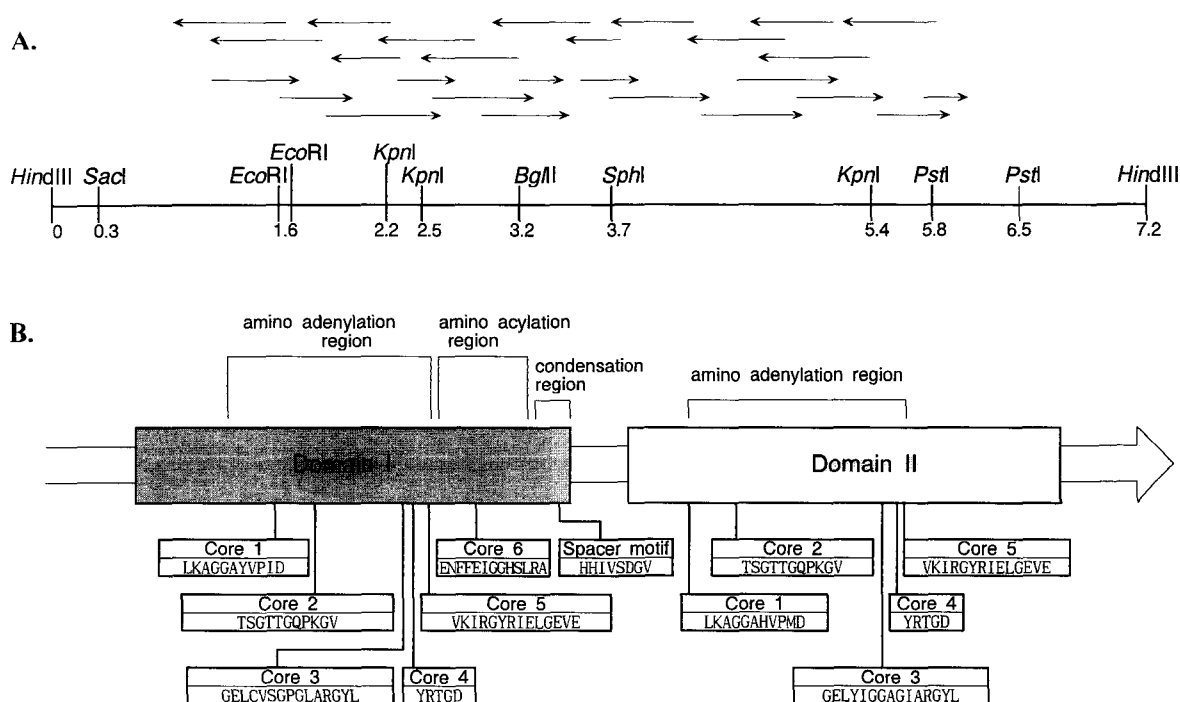 A.
EcoRI KpnI
HindIII SacI EcoRI KpnI BglII SphI KpnI PstI PstI HindIII
0 0.3 1.6 2.2 2.5 3.2 3.7 5.4 5.8 6.5 7.2
B.
amino adenylation region
amino acylation region
condensation region
amino adenylation region
Domain I
Domain II
Core 1
LKAGGAYVPID
Core 6
ENFFEIGGHSLRA
Spacer motif
HHIVSDGV
Core 2
TSGTTGQPKGV
Core 5
VKIRGYRIELGEVE
Core 2
TSGTTGQPKGV
Core 5
VKIRGYRIELGEVE
Core 1
LKAGGAHVPMD
Core 4
YRTGD
Core 3
GELCVSGPGLARGYL
Core 4
YRTGD
Core 3
GELYIGGAGIARGYL